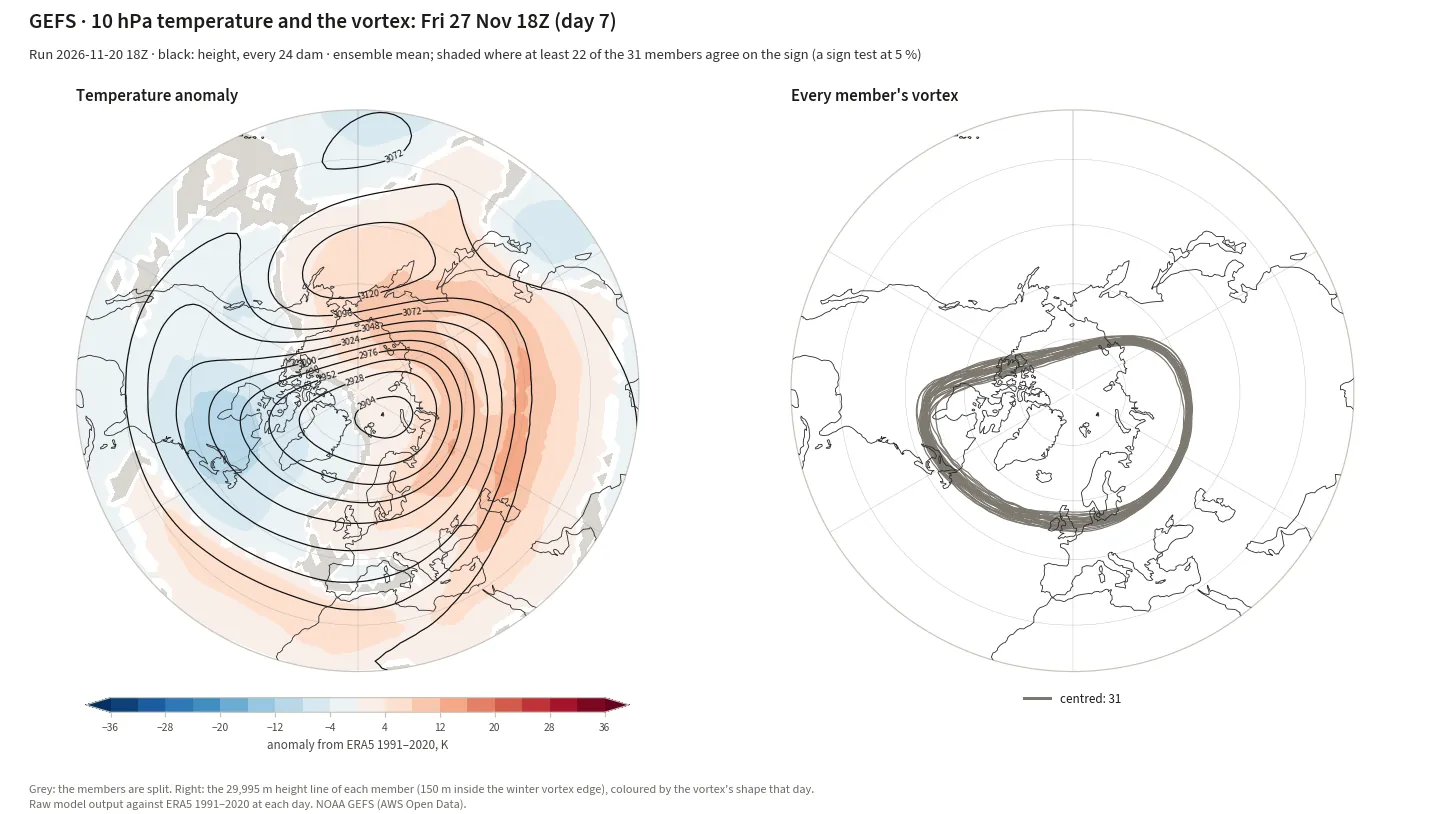 GEFS · 10 hPa temperature and the vortex: Fri 27 Nov 18Z (day 7)
Run 2026-11-20 18Z · black: height, every 24 dam · ensemble mean; shaded where at least 22 of the 31 members agree on the sign (a sign test at 5 %)
Temperature anomaly
Every member's vortex
3072
3120
3096
3072
3048
3024
2976
2928
2904
centred: 31
−36 −28 −20 −12 −4 4 12 20 28 36
anomaly from ERA5 1991–2020, K
Grey: the members are split. Right: the 29,995 m height line of each member (150 m inside the winter vortex edge), coloured by the vortex's shape that day.
Raw model output against ERA5 1991–2020 at each day. NOAA GEFS (AWS Open Data).